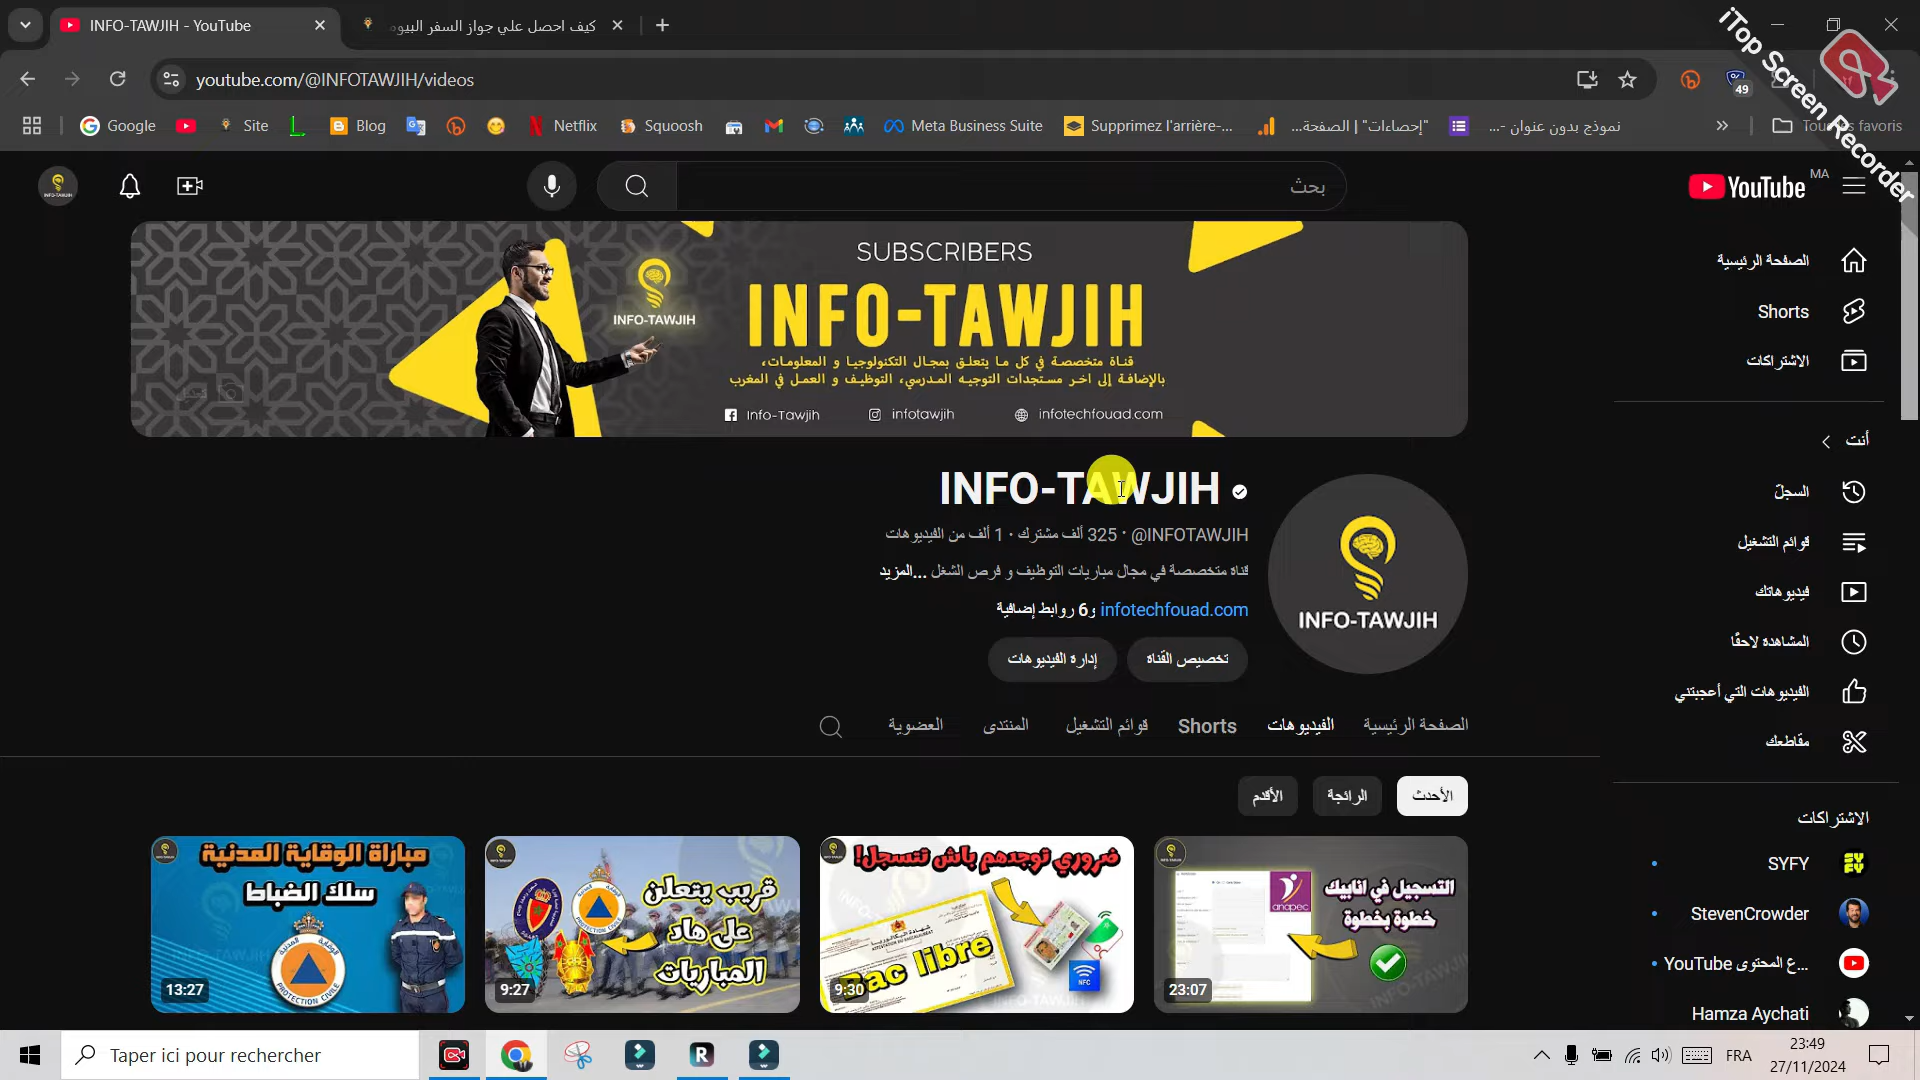 INFO-TAWJIH - YouTube
كيف احصل علي جواز السفر البيو
youtube.com/@INFOTAWJIH/videos
49
iTop Screen Recorder
Google
Site
Blog
Netflix
Squoosh
Meta Business Suite
Supprimez l'arrière-...
"إحصاءات" | الصفحة...
نموذج بدون عنوان -...
Tous les favoris
بحث
YouTube MA
SUBSCRIBERS
INFO-TAWJIH
INFO-TAWJIH
قناة متخصصة في كل ما يتعلق بمجال التكنولوجيا و المعلومات،
بالإضافة إلى اخر مستجدات التوجيه المدرسي، التوظيف و العمل في المغرب
Info-Tawjih
infotawjih
infotechfouad.com
الصفحة الرئيسية
Shorts
الاشتراكات
أنت
السجلّ
قوائم التشغيل
فيديوهاتك
المشاهدة لاحقًا
الفيديوهات التي أعجبتني
مقاطعك
الاشتراكات
SYFY
StevenCrowder
...ع المحتوى YouTube
Hamza Aychati
INFO-TAWJIH
@INFOTAWJIH · 325 ألف مشترك · 1 ألف من الفيديوهات
قناة متخصصة في مجال مباريات التوظيف و فرص الشغل ...المزيد
infotechfouad.com و6 روابط إضافية
تخصيص القناة
إدارة الفيديوهات
INFO-TAWJIH
الصفحة الرئيسية
الفيديوهات
Shorts
قوائم التشغيل
المنتدى
العضوية
الأحدث
الرائجة
الأقدم
التسجيل في انابيك
خطوة بخطوة
anapec
23:07
ضروري توجدهم باش تتسجل!
Bac libre
NFC
9:30
قريب يتعلن
على هاد
المباريات
9:27
مباراة الوقاية المدنية
سلك الضباط
PROTECTION CIVILE
13:27
Taper ici pour rechercher
FRA
23:49
27/11/2024